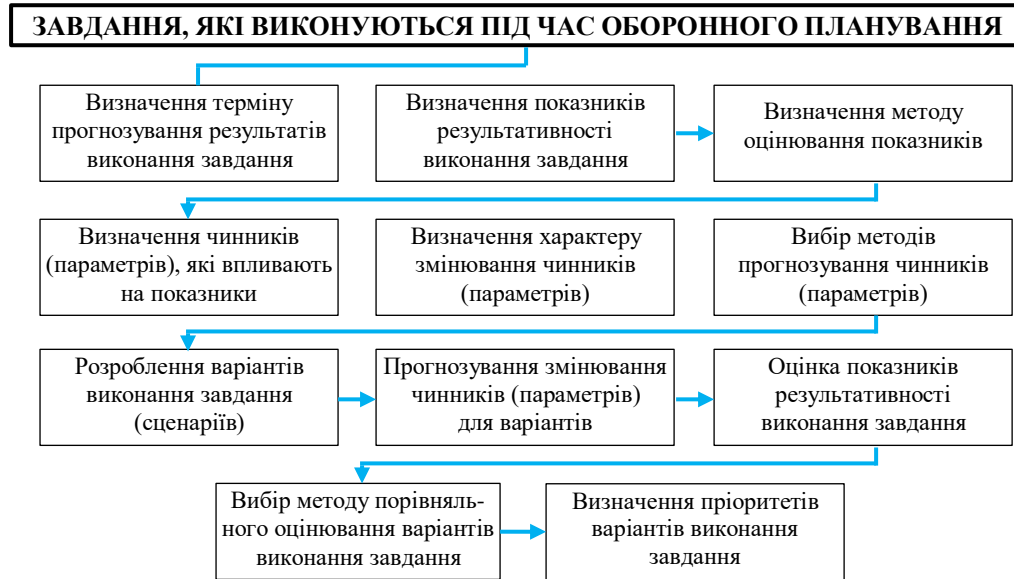 ЗАВДАННЯ, ЯКІ ВИКОНУЮТЬСЯ ПІД ЧАС ОБОРОННОГО ПЛАНУВАННЯ
Визначення терміну
прогнозування результатів
виконання завдання
Визначення показників
результативності
виконання завдання
Визначення методу
оцінювання показників
Визначення чинників
(параметрів), які впливають
на показники
Визначення характеру
змінювання чинників
(параметрів)
Вибір методів
прогнозування чинників
(параметрів)
Розроблення варіантів
виконання завдання
(сценаріїв)
Прогнозування змінювання
чинників (параметрів)
для варіантів
Оцінка показників
результативності
виконання завдання
Вибір методу порівняль-
ного оцінювання варіантів
виконання завдання
Визначення пріоритетів
варіантів виконання
завдання